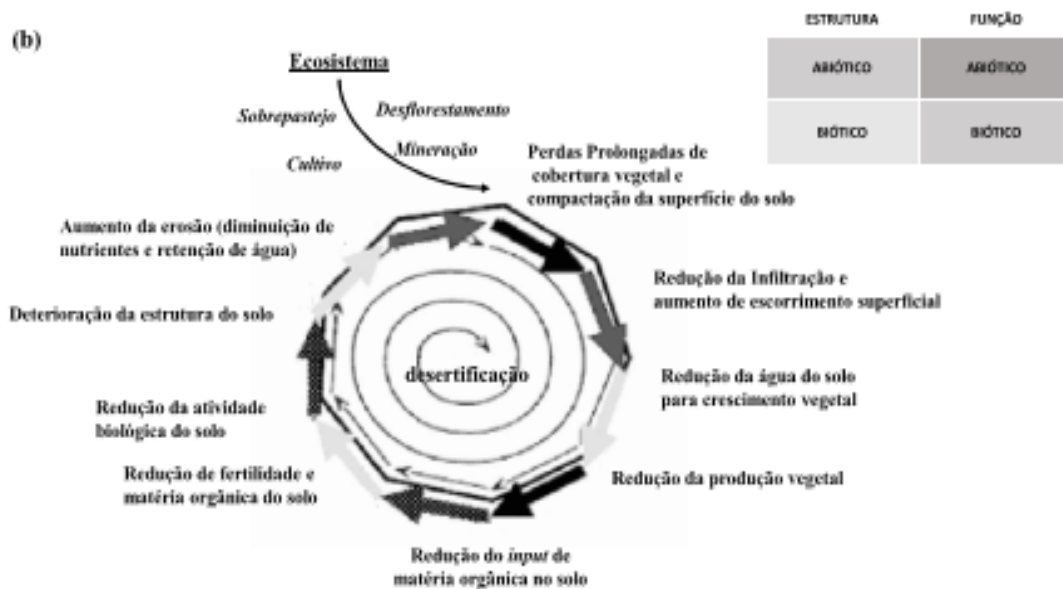 (b)
ESTRUTURA FUNÇÃO
ABIÓTICO ABIÓTICO
BIÓTICO BIÓTICO
Ecosistema
Sobrepastejo
Desflorestamento
Cultivo
Mineração
Perdas Prolongadas de
cobertura vegetal e
compactação da superfície do solo
Redução da Infiltração e
aumento de escorrimento superficial
Redução da água do solo
para crescimento vegetal
Redução da produção vegetal
Redução do input de
matéria orgânica no solo
Redução de fertilidade e
matéria orgânica do solo
Redução da atividade
biológica do solo
Deterioração da estrutura do solo
Aumento da erosão (diminuição de
nutrientes e retenção de água)
desertificação